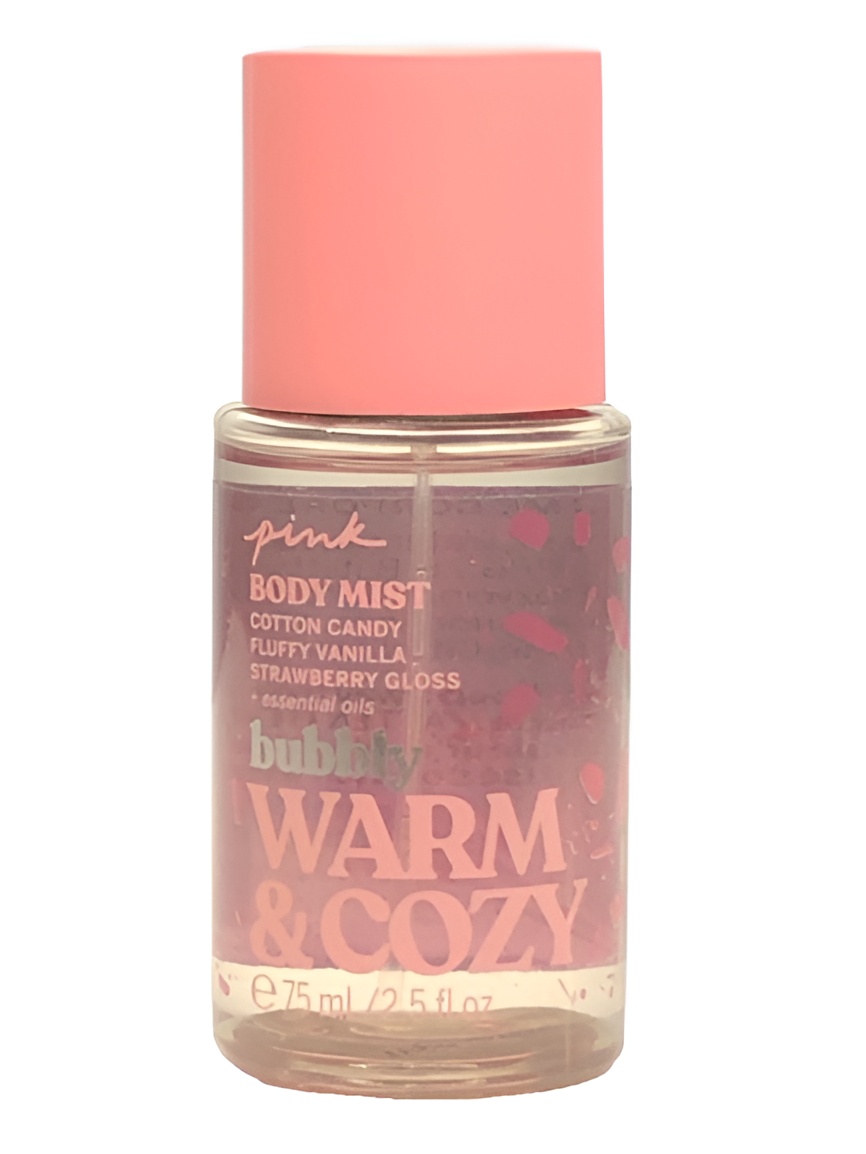 pink
BODY MIST
COTTON CANDY
FLUFFY VANILLA
STRAWBERRY GLOSS
+ essential oils
bubbly
WARM
& COZY
℮ 75 ml / 2.5 fl oz